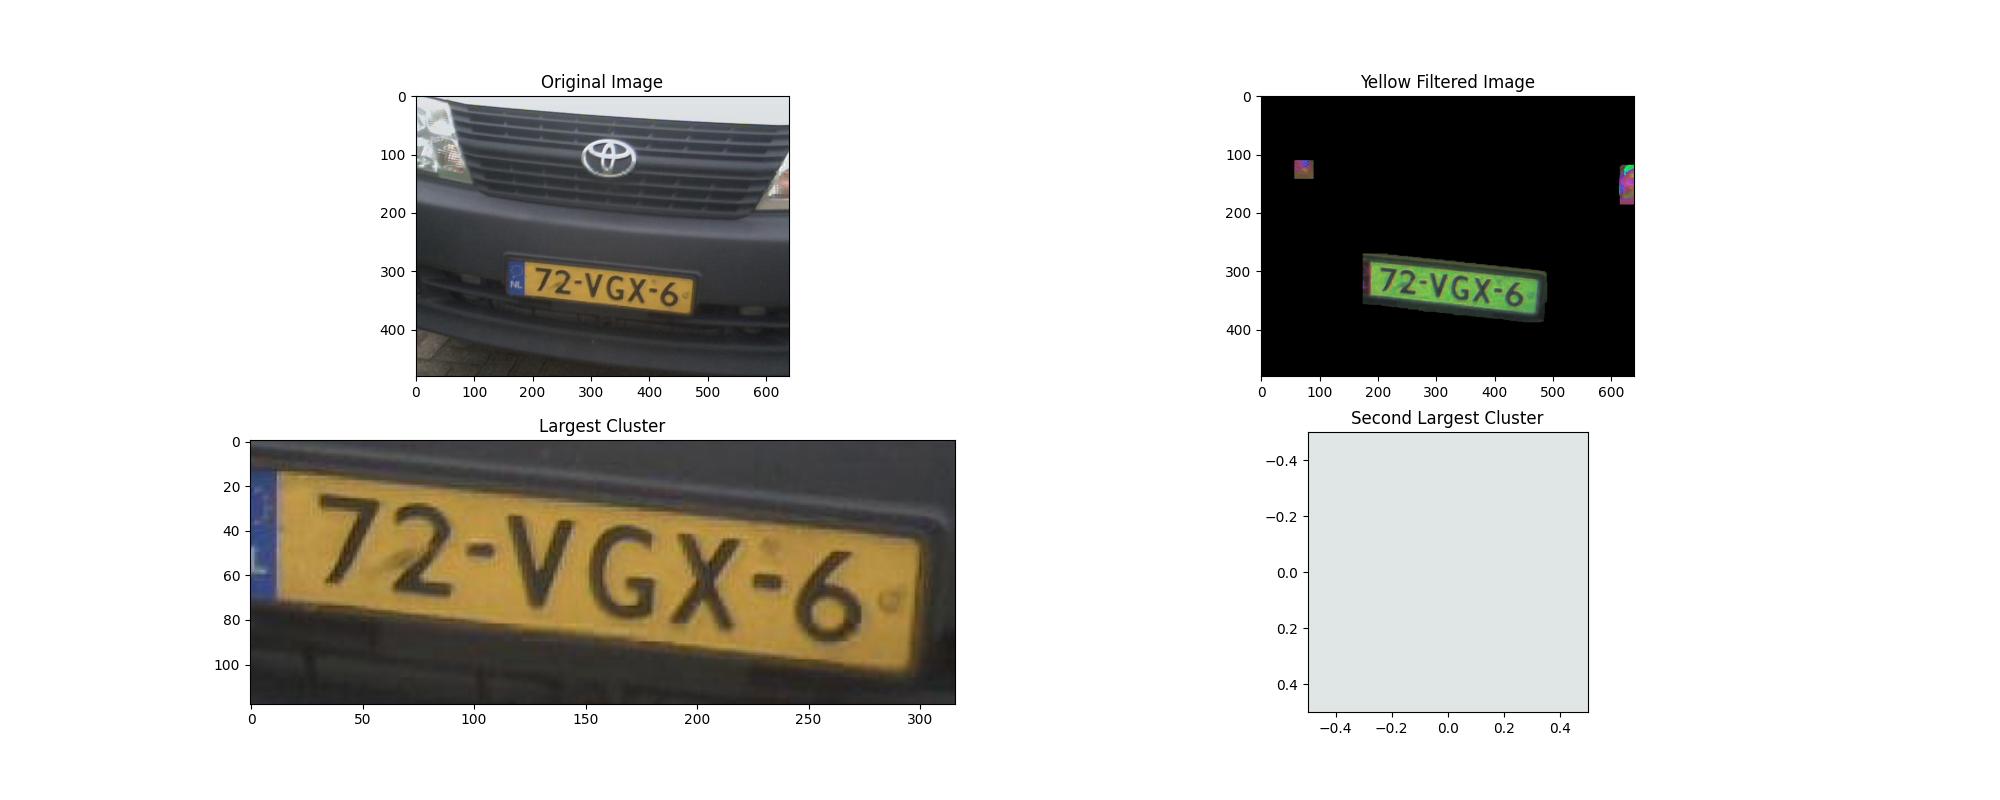 Original Image
0
100
200
300
400
0 100 200 300 400 500 600
NL
72-VGX-6
Yellow Filtered Image
0
100
200
300
400
0 100 200 300 400 500 600
72-VGX-6
Largest Cluster
0
20
40
60
80
100
0 50 100 150 200 250 300
L
72-VGX-6
Second Largest Cluster
−0.4
−0.2
0.0
0.2
0.4
−0.4 −0.2 0.0 0.2 0.4